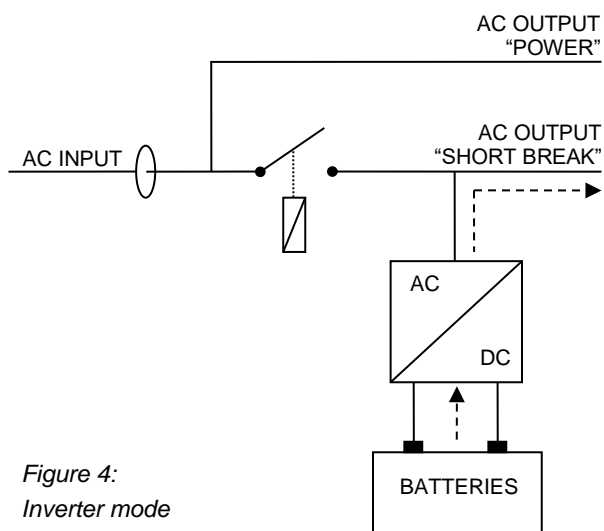 AC OUTPUT
“POWER”
AC INPUT
AC OUTPUT
“SHORT BREAK”
AC
DC
BATTERIES
Figure 4:
Inverter mode